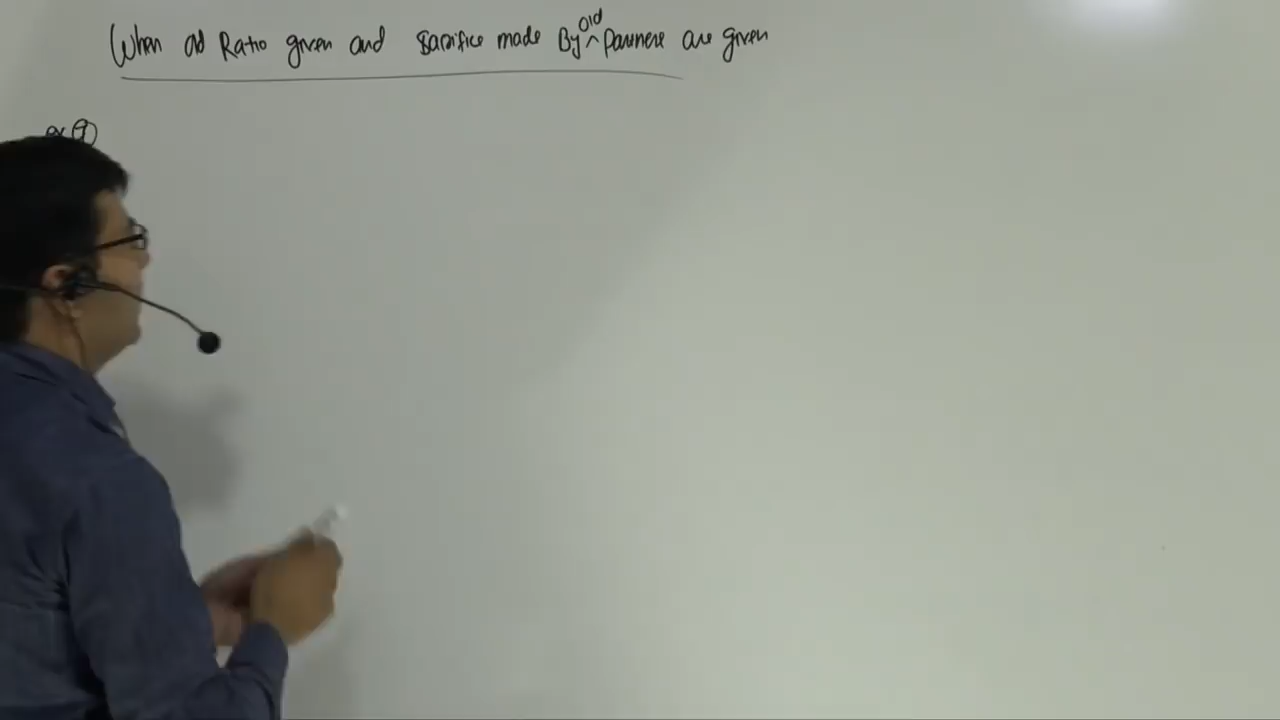 When old Ratio given and Sacrifice made By ^old Partners are given
ex ①